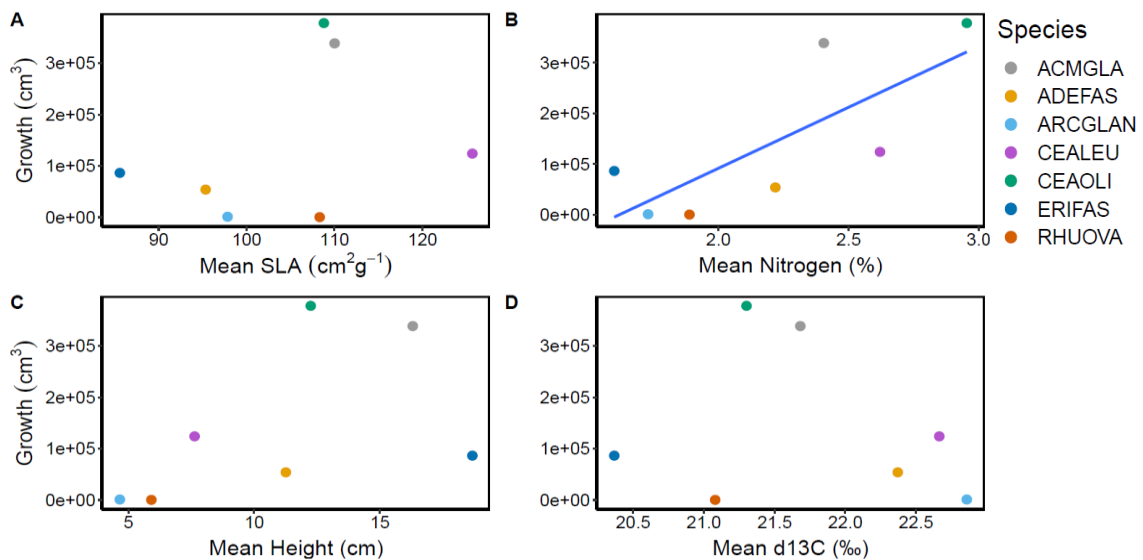 A
Growth (cm³)
3e+05
2e+05
1e+05
0e+00
90
100
110
120
Mean SLA (cm²g⁻¹)
B
3e+05
2e+05
1e+05
0e+00
2.0
2.5
3.0
Mean Nitrogen (%)
Species
ACMGLA
ADEFAS
ARCGLAN
CEALEU
CEAOLI
ERIFAS
RHUOVA
C
Growth (cm³)
3e+05
2e+05
1e+05
0e+00
5
10
15
Mean Height (cm)
D
3e+05
2e+05
1e+05
0e+00
20.5
21.0
21.5
22.0
22.5
Mean d13C (‰)